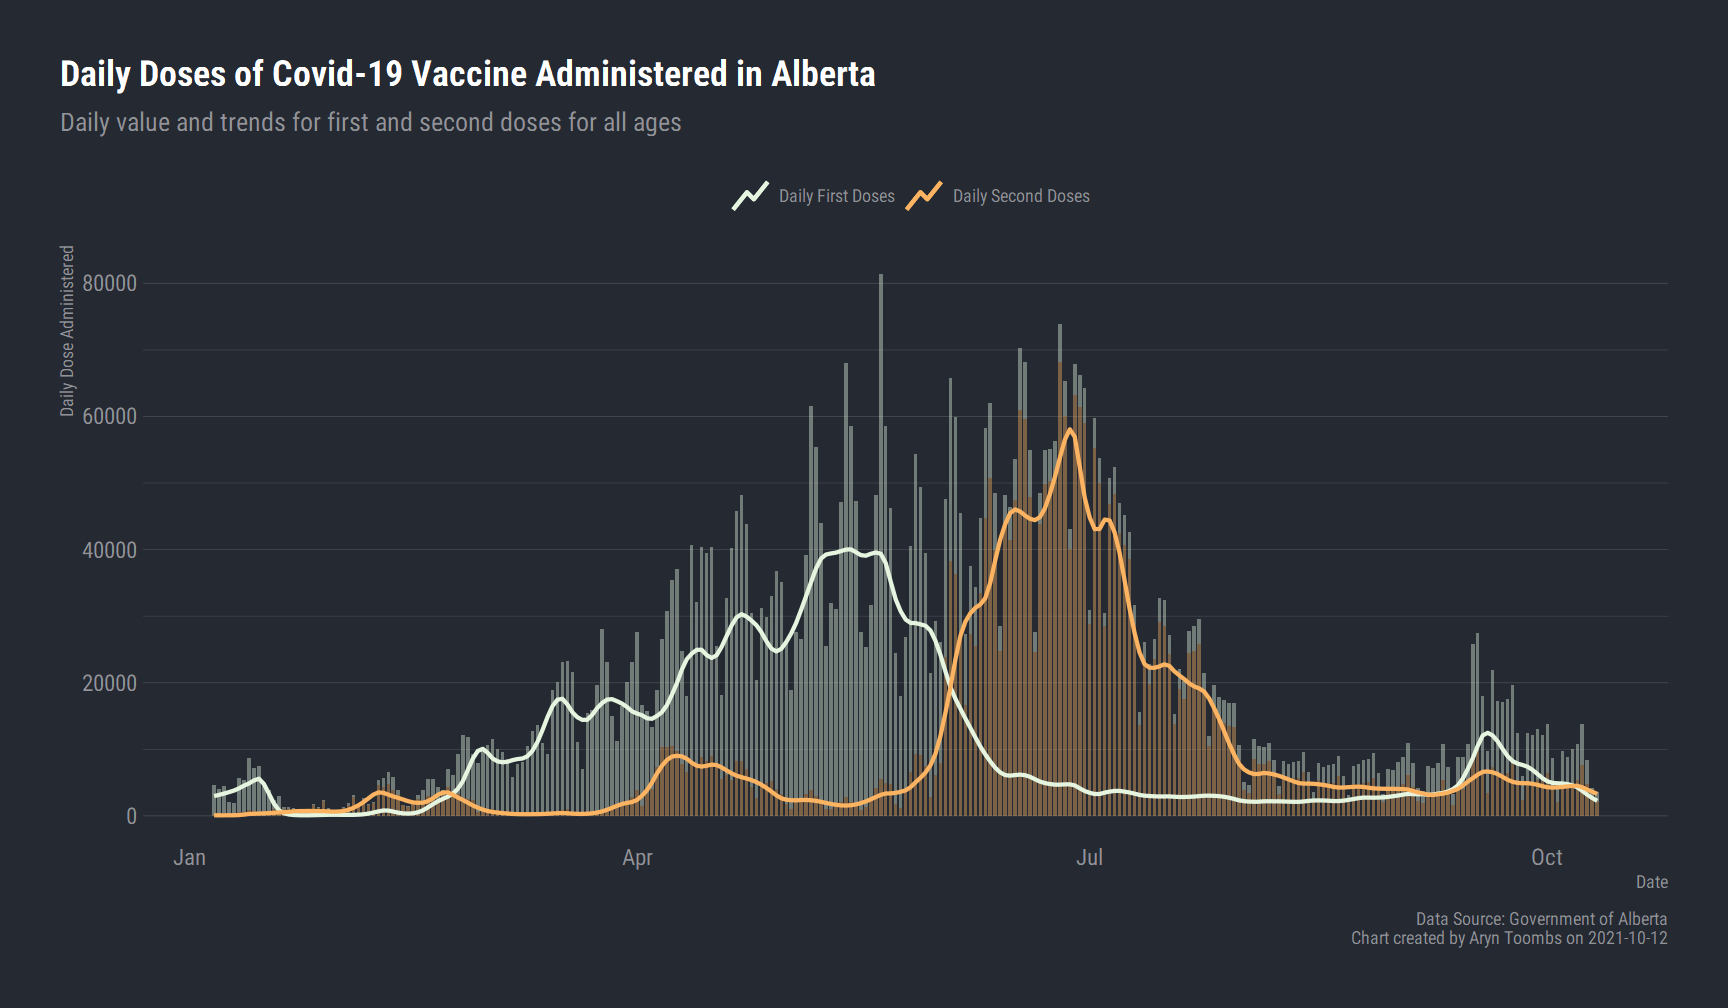 Daily Doses of Covid-19 Vaccine Administered in Alberta
Daily value and trends for first and second doses for all ages
Daily First Doses
Daily Second Doses
Daily Dose Administered
80000
60000
40000
20000
0
Jan
Apr
Jul
Oct
Date
Data Source: Government of Alberta
Chart created by Aryn Toombs on 2021-10-12